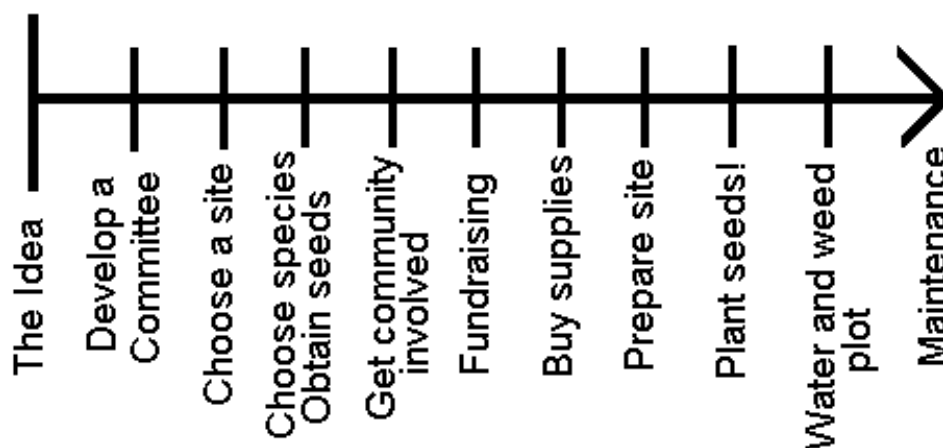 The Idea
Develop a
Committee
Choose a site
Choose species
Obtain seeds
Get community
involved
Fundraising
Buy supplies
Prepare site
Plant seeds!
Water and weed
plot
Maintenance